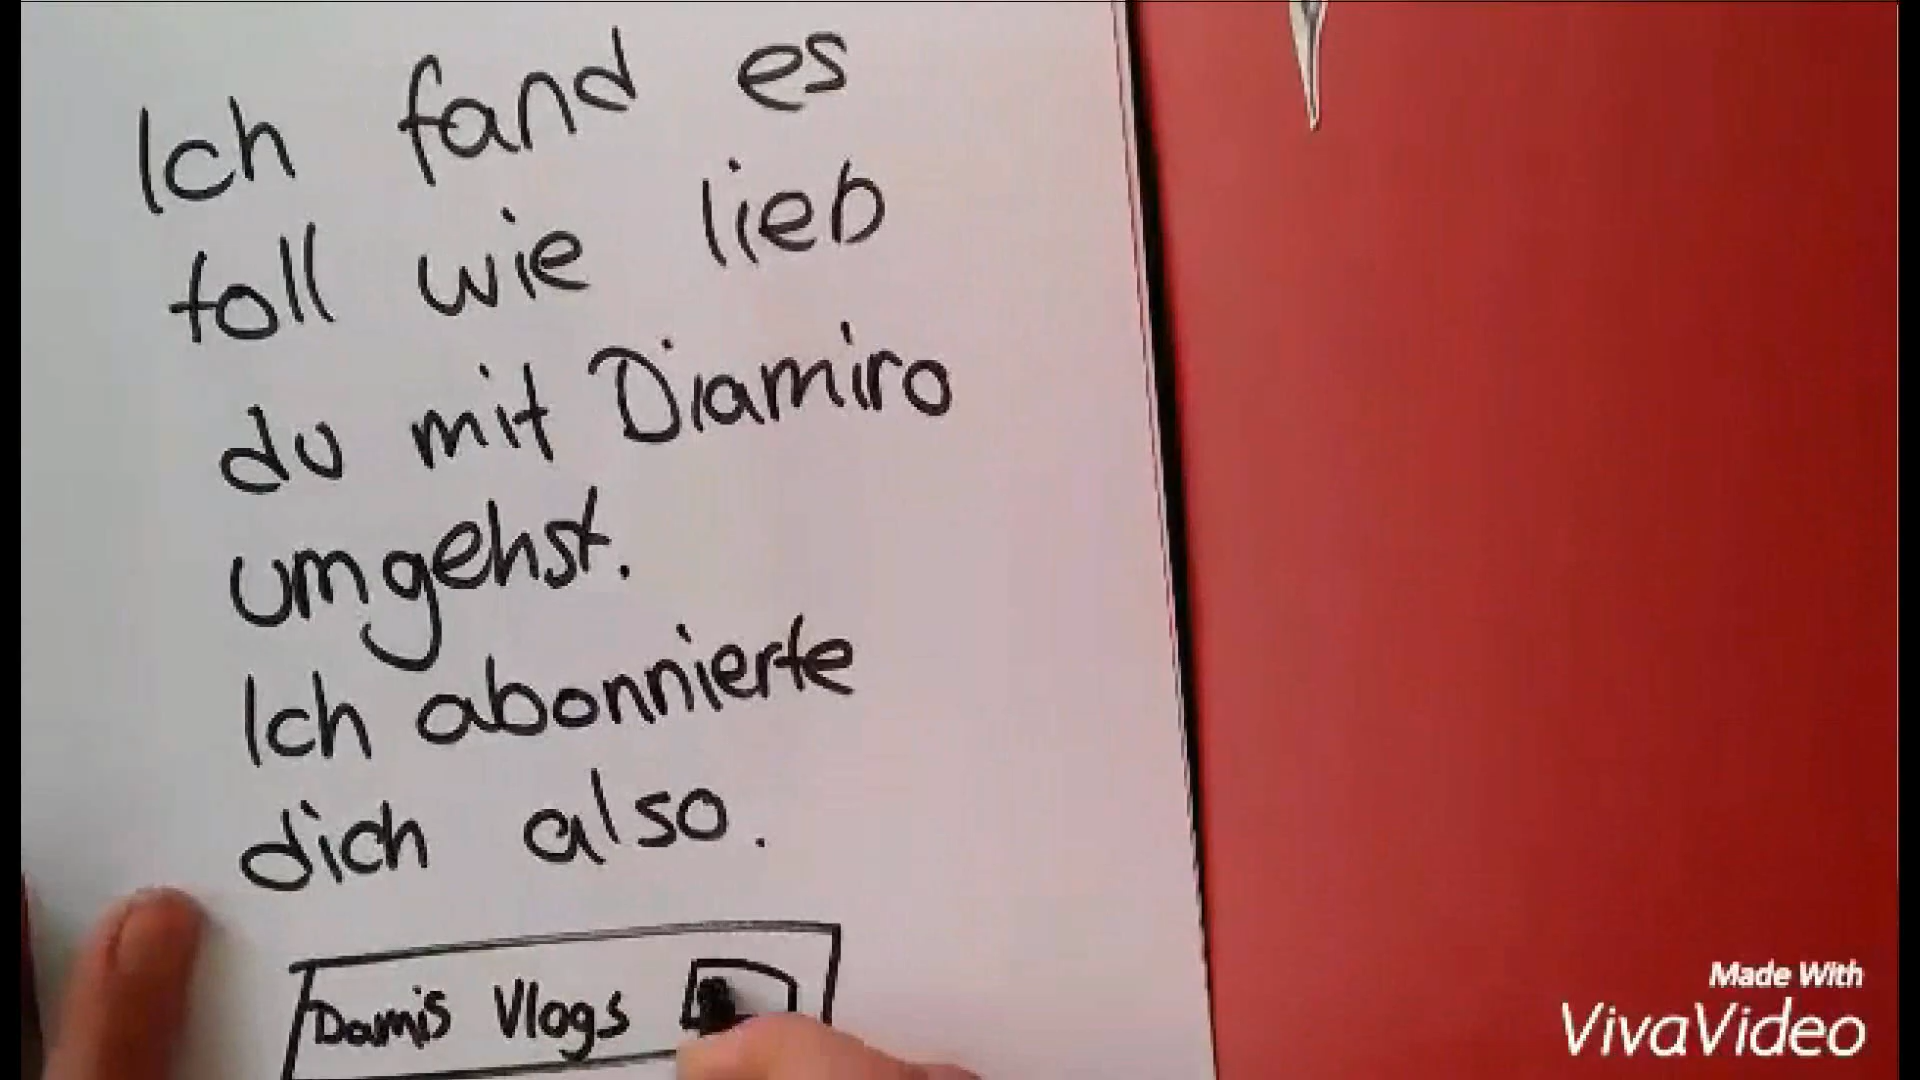 Ich fand es
toll wie lieb
du mit Diamiro
umgehst.
Ich abonnierte
dich also.
Damis Vlogs
Made With
VivaVideo